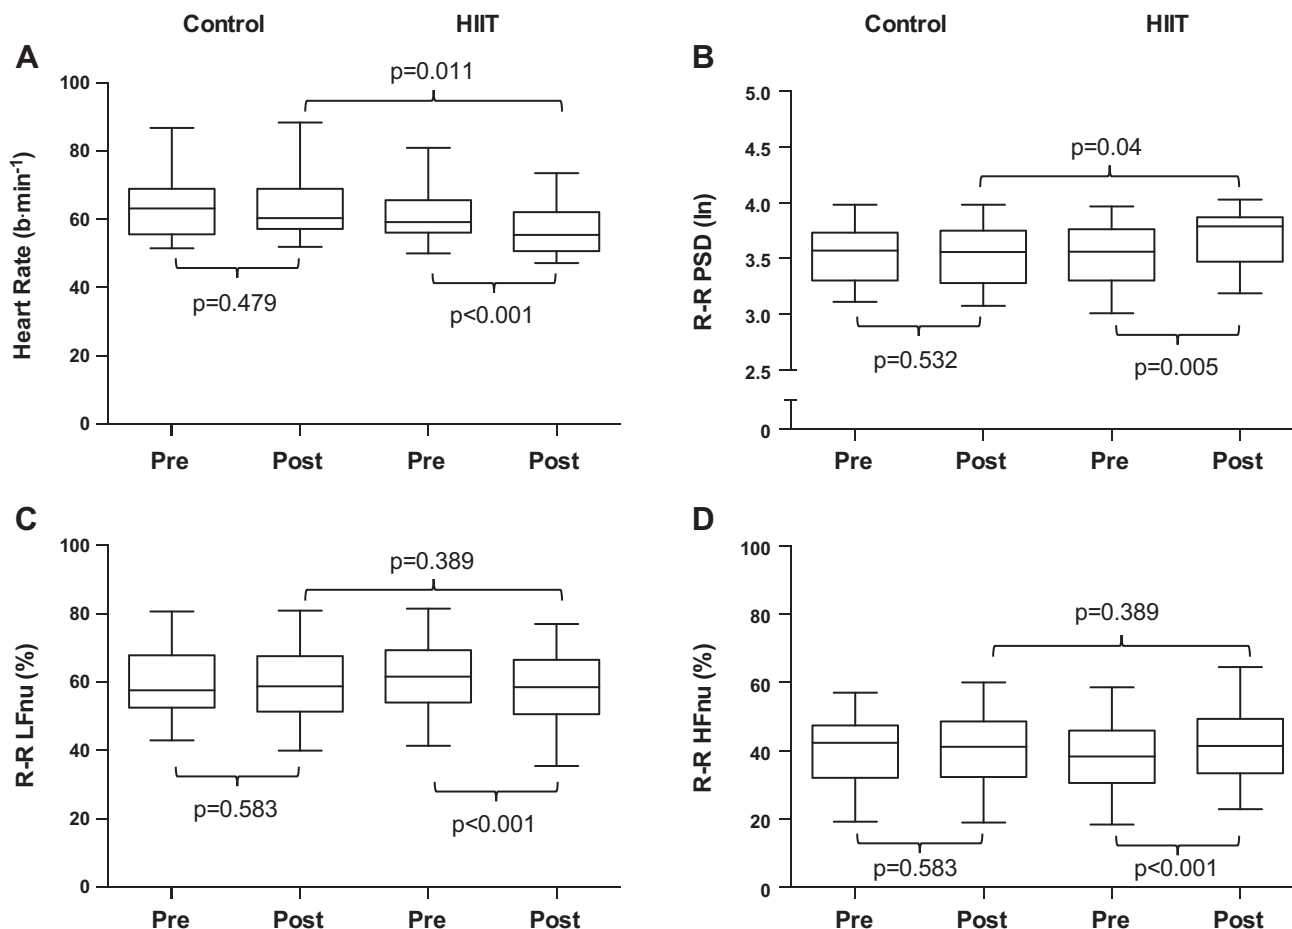 Control HIIT
A
p=0.011
Heart Rate (b·min-1)
100
80
60
40
20
0
p=0.479
p<0.001
Pre Post Pre Post
Control HIIT
B
p=0.04
R-R PSD (ln)
5.0
4.5
4.0
3.5
3.0
2.5
0
p=0.532
p=0.005
Pre Post Pre Post
C
p=0.389
R-R LFnu (%)
100
80
60
40
20
0
p=0.583
p<0.001
Pre Post Pre Post
D
p=0.389
R-R HFnu (%)
100
80
60
40
20
0
p=0.583
p<0.001
Pre Post Pre Post